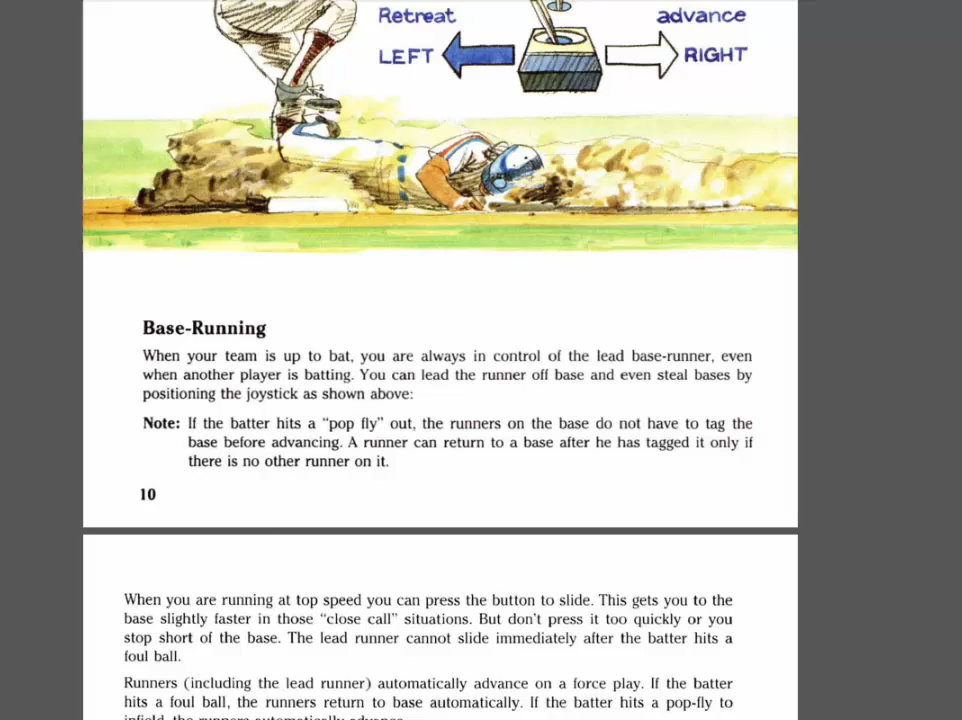 Retreat advance
LEFT RIGHT
Base-Running
When your team is up to bat, you are always in control of the lead base-runner, even
when another player is batting. You can lead the runner off base and even steal bases by
positioning the joystick as shown above:
Note: If the batter hits a “pop fly” out, the runners on the base do not have to tag the
base before advancing. A runner can return to a base after he has tagged it only if
there is no other runner on it.
10
When you are running at top speed you can press the button to slide. This gets you to the
base slightly faster in those “close call” situations. But don’t press it too quickly or you
stop short of the base. The lead runner cannot slide immediately after the batter hits a
foul ball.
Runners (including the lead runner) automatically advance on a force play. If the batter
hits a foul ball, the runners return to base automatically. If the batter hits a pop-fly to
infield, the runners automatically advance.